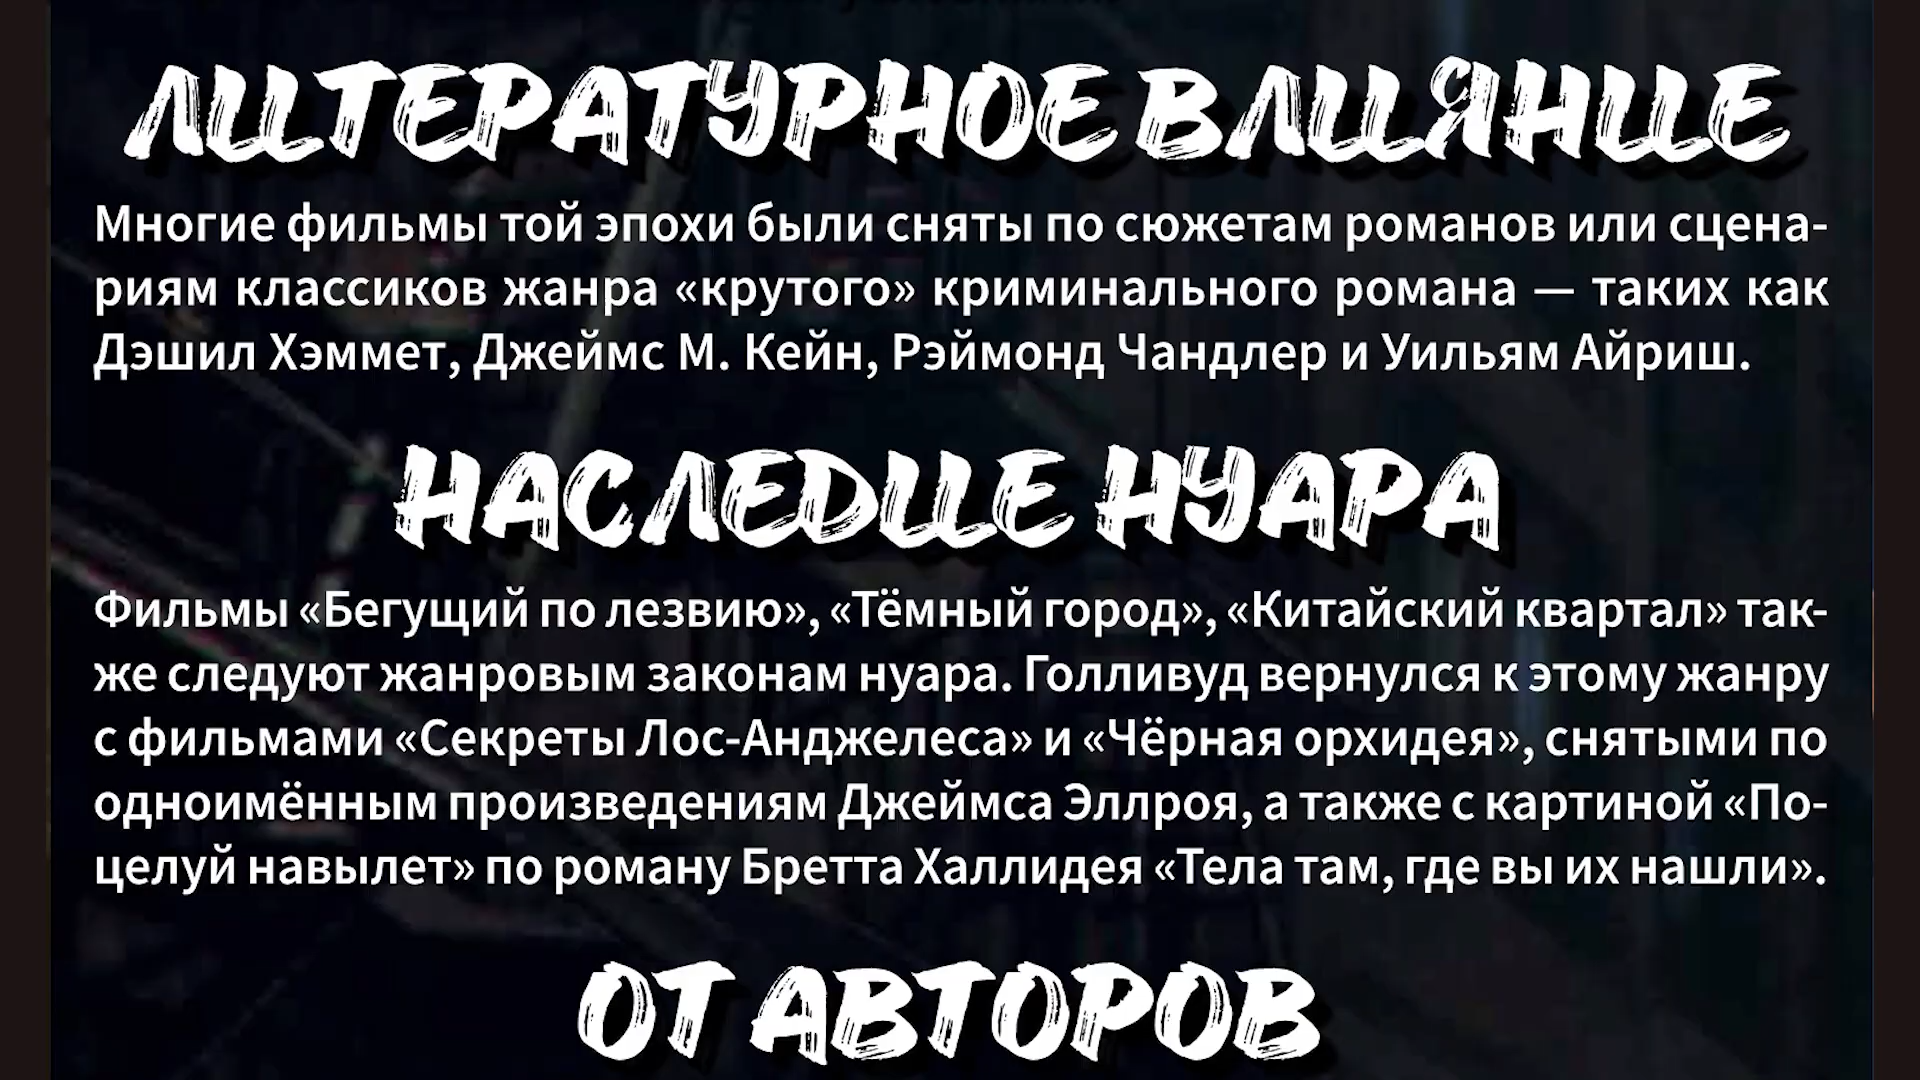 ЛИТЕРАТУРНОЕ ВЛИЯНИЕ
Многие фильмы той эпохи были сняты по сюжетам романов или сцена-
риям классиков жанра «крутого» криминального романа — таких как
Дэшил Хэммет, Джеймс М. Кейн, Рэймонд Чандлер и Уильям Айриш.
НАСЛЕДИЕ НУАРА
Фильмы «Бегущий по лезвию», «Тёмный город», «Китайский квартал» так-
же следуют жанровым законам нуара. Голливуд вернулся к этому жанру
с фильмами «Секреты Лос-Анджелеса» и «Чёрная орхидея», снятыми по
одноимённым произведениям Джеймса Эллроя, а также с картиной «По-
целуй навылет» по роману Бретта Халлидея «Тела там, где вы их нашли».
ОТ АВТОРОВ